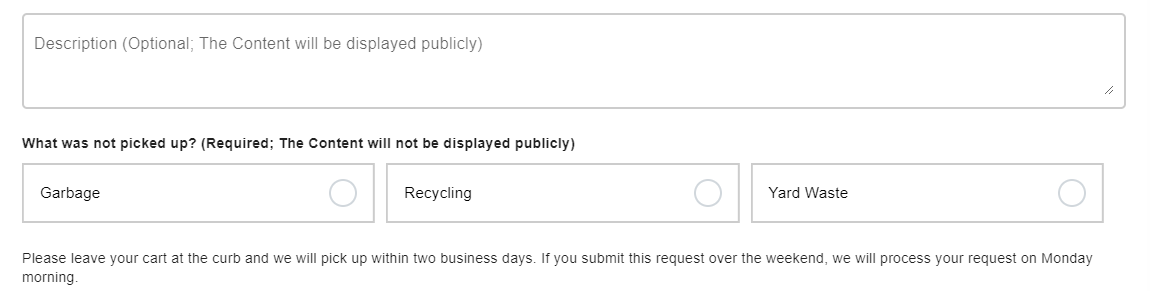 Description (Optional; The Content will be displayed publicly)
What was not picked up? (Required; The Content will not be displayed publicly)
Garbage
Recycling
Yard Waste
Please leave your cart at the curb and we will pick up within two business days. If you submit this request over the weekend, we will process your request on Monday
morning.